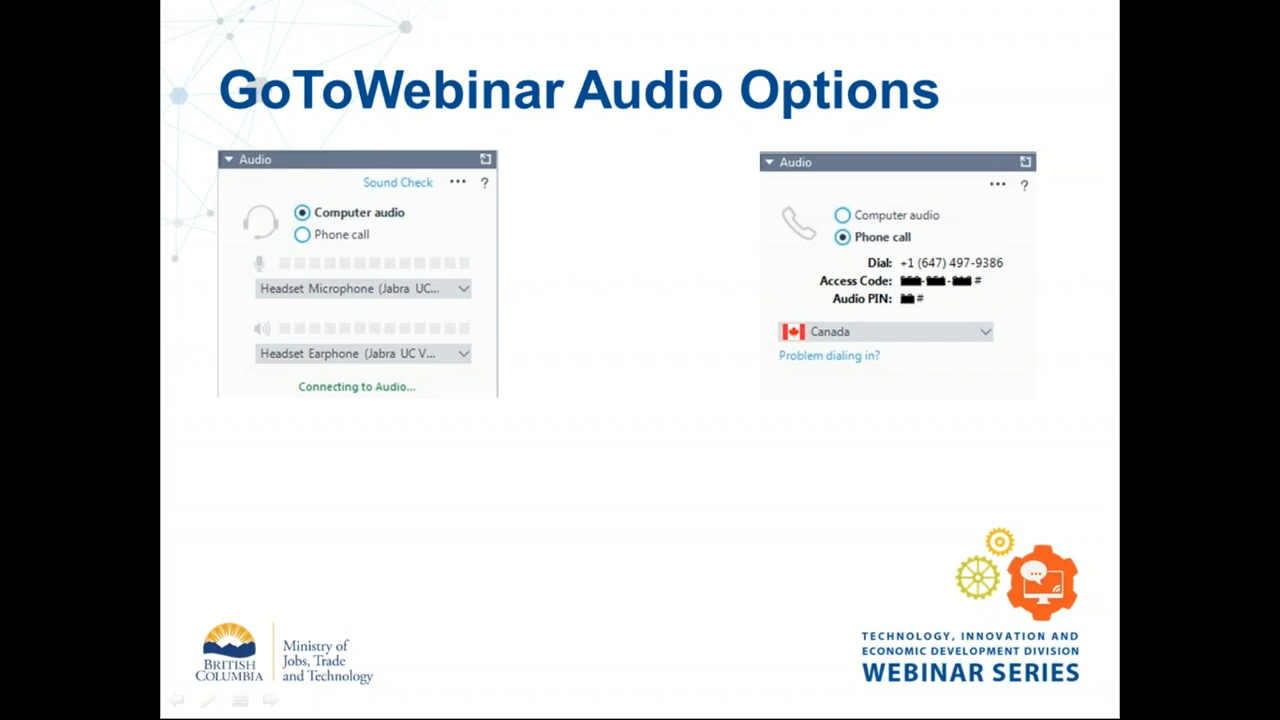 GoToWebinar Audio Options
Audio
Sound Check ••• ?
Computer audio
Phone call
Headset Microphone (Jabra UC...
Headset Earphone (Jabra UC V...
Connecting to Audio...
Audio
••• ?
Computer audio
Phone call
Dial: +1 (647) 497-9386
Access Code: - - #
Audio PIN: #
Canada
Problem dialing in?
BRITISH
COLUMBIA
Ministry of
Jobs, Trade
and Technology
TECHNOLOGY, INNOVATION AND
ECONOMIC DEVELOPMENT DIVISION
WEBINAR SERIES